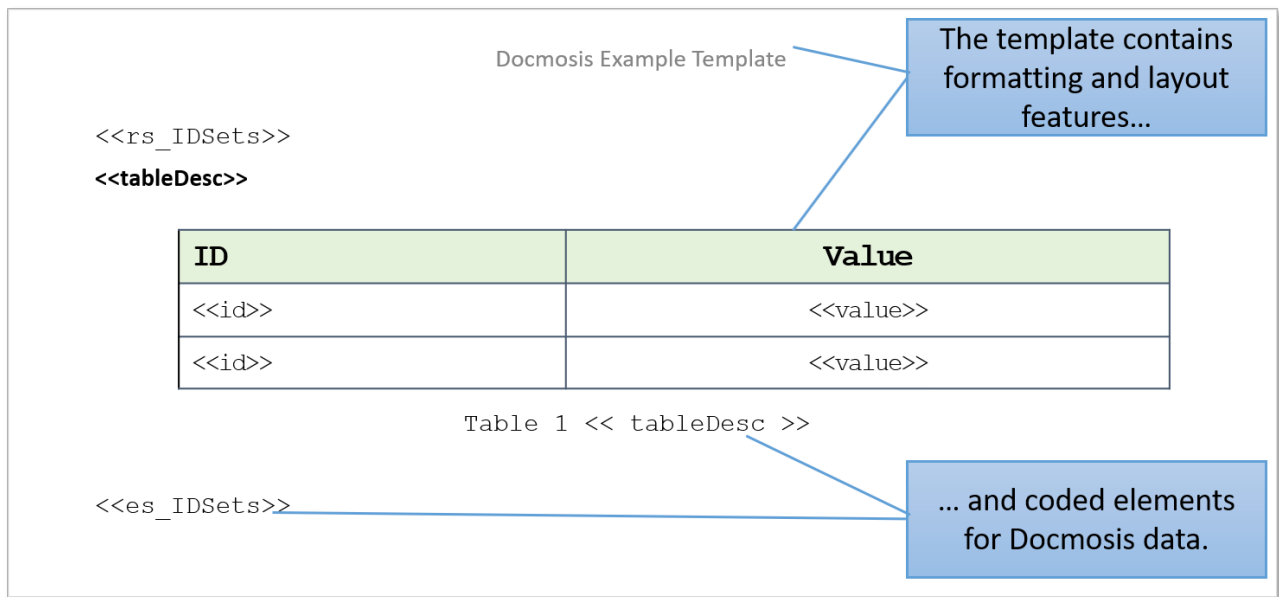 Docmosis Example Template
The template contains
formatting and layout
features…
<<rs_IDSets>>
<<tableDesc>>
ID Value
<<id>> <<value>>
<<id>> <<value>>
Table 1 << tableDesc >>
<<es_IDSets>>
… and coded elements
for Docmosis data.